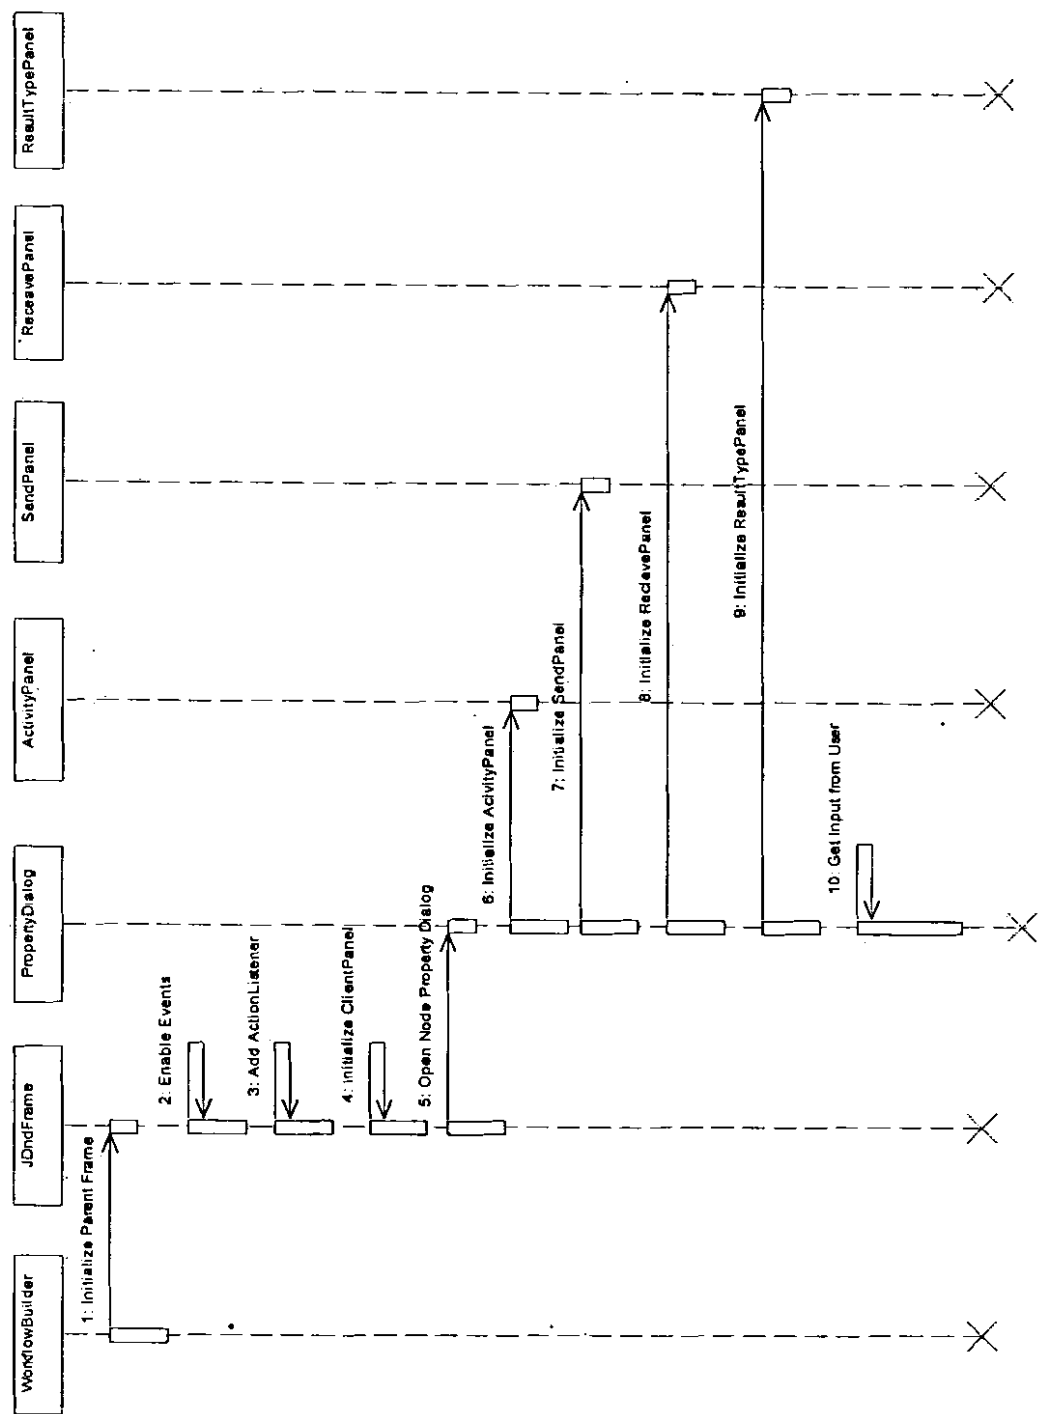 WorkflowBuilder
JDndFrame
PropertyDialog
ActivityPanel
SendPanel
ReceavePanel
ResultTypePanel
1: Initialize Parent Frame
2: Enable Events
3: Add ActionListener
4: Initialize ClientPanel
5: Open Node Property Dialog
6: Initialize AcivityPanel
7: Initialize SendPanel
8: Initialize RecievePanel
9: Initialize ResultTypePanel
10: Get Input from User